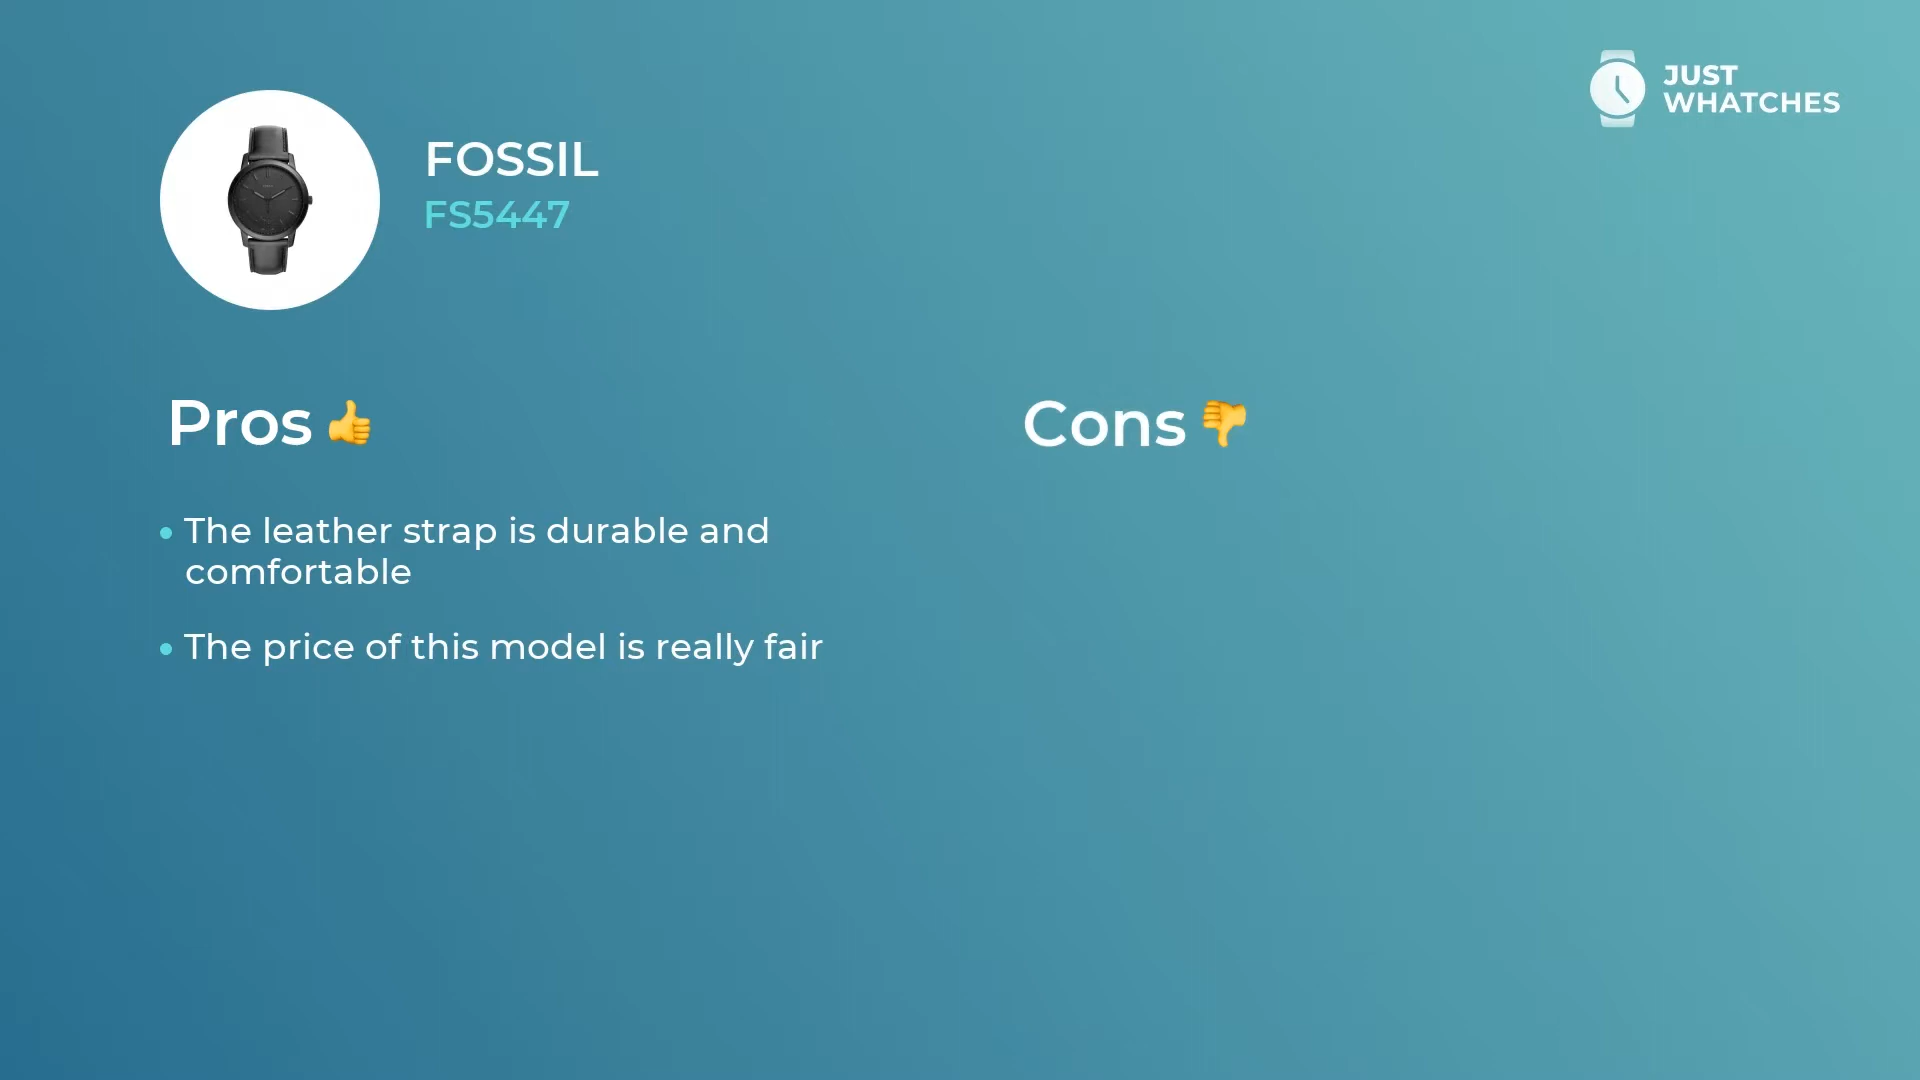 JUST
WHATCHES
FOSSIL
FS5447
Pros 👍
Cons 👎
• The leather strap is durable and
comfortable
• The price of this model is really fair